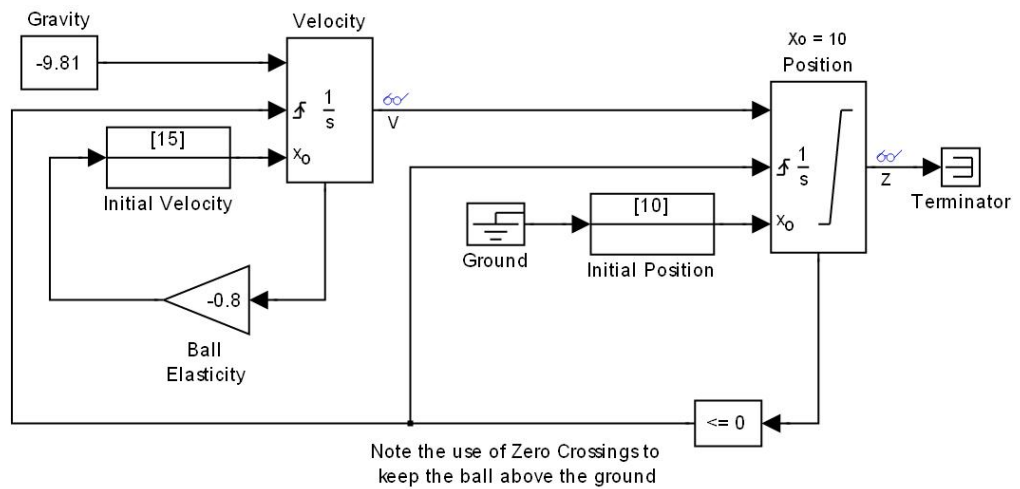 Gravity
-9.81
Velocity
1
s
xo
[15]
Initial Velocity
V
-0.8
Ball
Elasticity
Xo = 10
Position
1
s
xo
Z
Terminator
Ground
[10]
Initial Position
<= 0
Note the use of Zero Crossings to
keep the ball above the ground